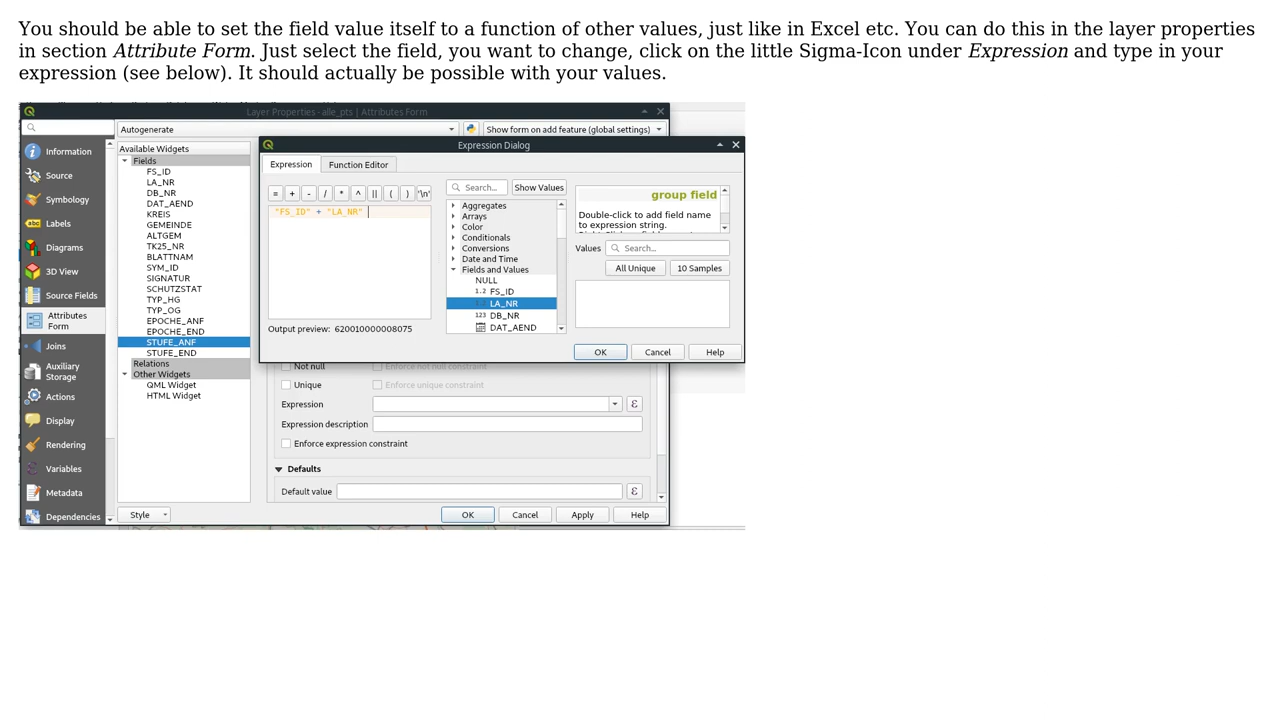 You should be able to set the field value itself to a function of other values, just like in Excel etc. You can do this in the layer properties
in section Attribute Form. Just select the field, you want to change, click on the little Sigma-Icon under Expression and type in your
expression (see below). It should actually be possible with your values.
Layer Properties - alle_pts | Attributes Form
Autogenerate
Show form on add feature (global settings)
Information
Source
Symbology
Labels
Diagrams
3D View
Source Fields
Attributes
Form
Joins
Auxiliary
Storage
Actions
Display
Rendering
Variables
Metadata
Dependencies
Available Widgets
Fields
FS_ID
LA_NR
DB_NR
DAT_AEND
KREIS
GEMEINDE
ALTGEM
TK25_NR
BLATTNAM
SYM_ID
SIGNATUR
SCHUTZSTAT
TYP_HG
TYP_OG
EPOCHE_ANF
EPOCHE_END
STUFE_ANF
STUFE_END
Relations
Other Widgets
QML Widget
HTML Widget
Expression Dialog
Expression
Function Editor
= + - / * ^ || ( ) '\n'
"FS_ID" + "LA_NR"
Output preview: 620010000008075
Search...
Show Values
Aggregates
Arrays
Color
Conditionals
Conversions
Date and Time
Fields and Values
NULL
1.2 FS_ID
LA_NR
123 DB_NR
DAT_AEND
group field
Double-click to add field name
to expression string.
Values
Search...
All Unique
10 Samples
OK
Cancel
Help
Not null
Enforce not null constraint
Unique
Enforce unique constraint
Expression
ε
Expression description
Enforce expression constraint
Defaults
Default value
ε
Style
OK
Cancel
Apply
Help